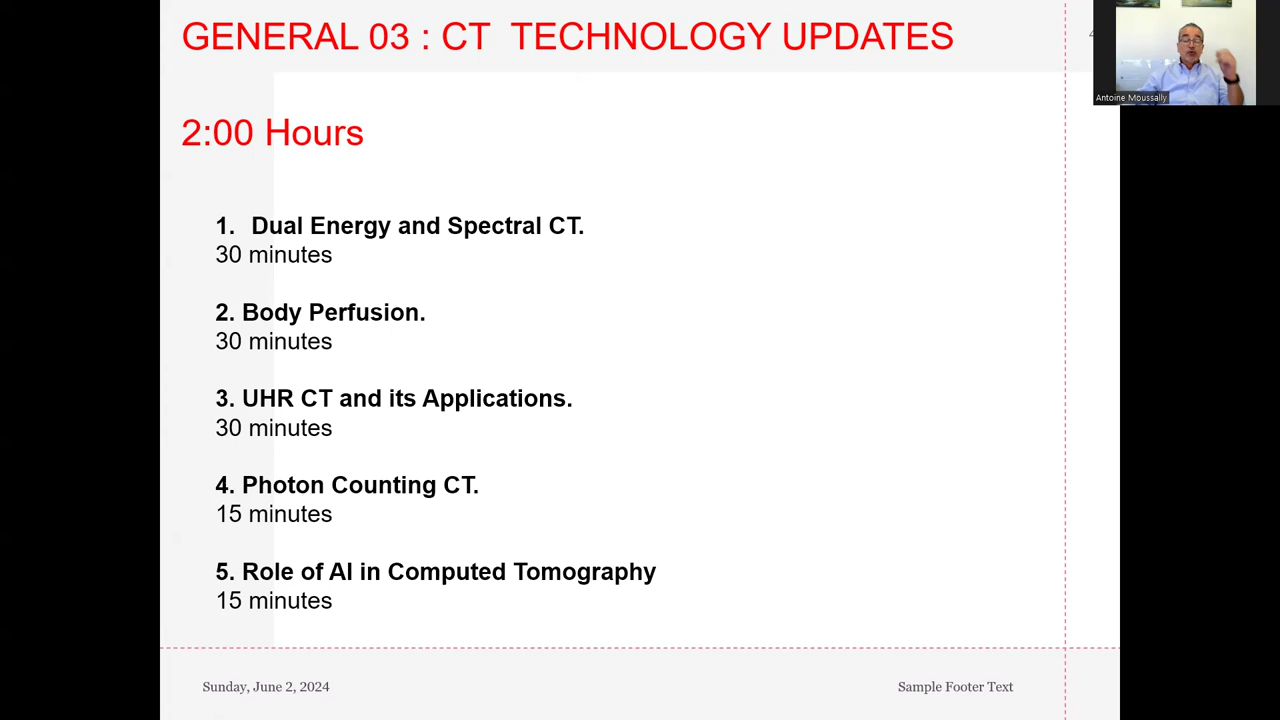 GENERAL 03 : CT TECHNOLOGY UPDATES
Antoine Moussally
2:00 Hours
1. Dual Energy and Spectral CT.
30 minutes
2. Body Perfusion.
30 minutes
3. UHR CT and its Applications.
30 minutes
4. Photon Counting CT.
15 minutes
5. Role of AI in Computed Tomography
15 minutes
Sunday, June 2, 2024
Sample Footer Text